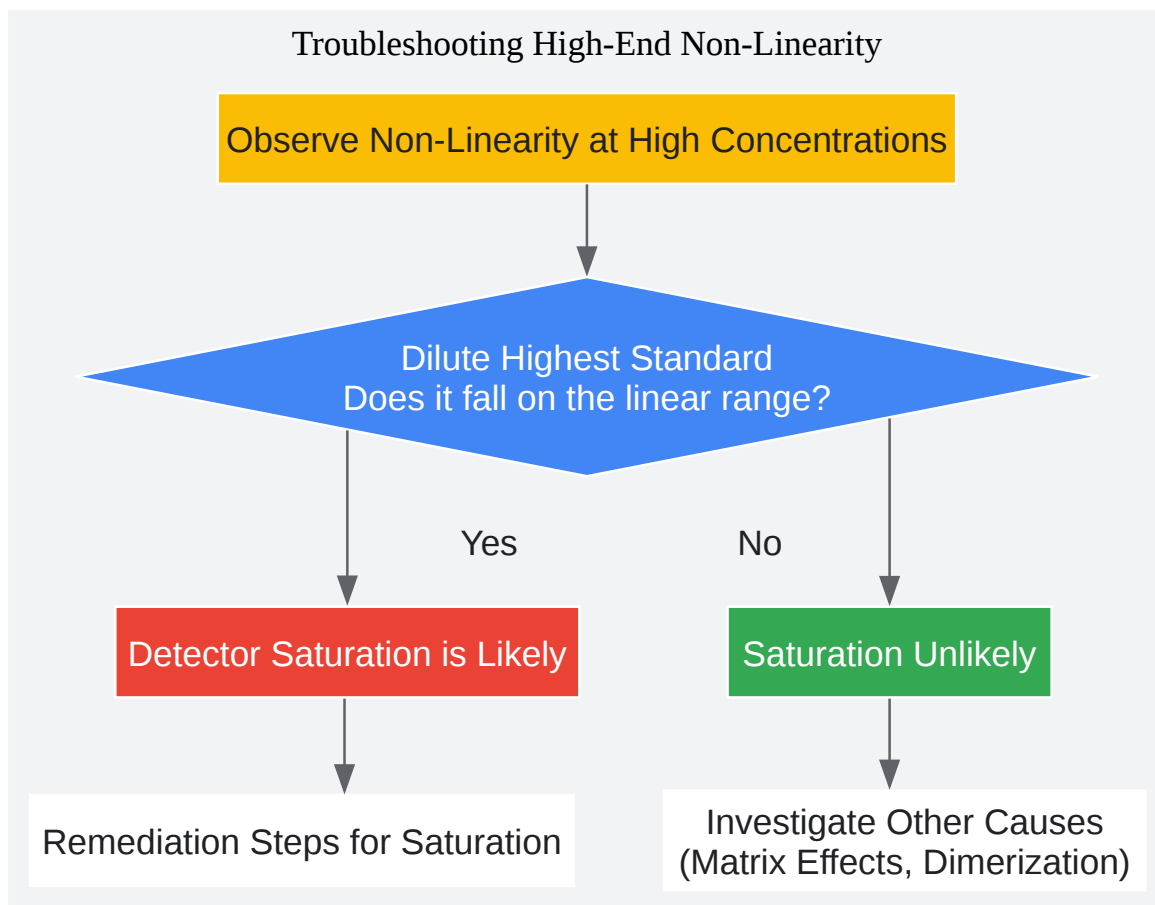 Troubleshooting High-End Non-Linearity
Observe Non-Linearity at High Concentrations
Dilute Highest Standard
Does it fall on the linear range?
Yes
No
Detector Saturation is Likely
Saturation Unlikely
Remediation Steps for Saturation
Investigate Other Causes
(Matrix Effects, Dimerization)